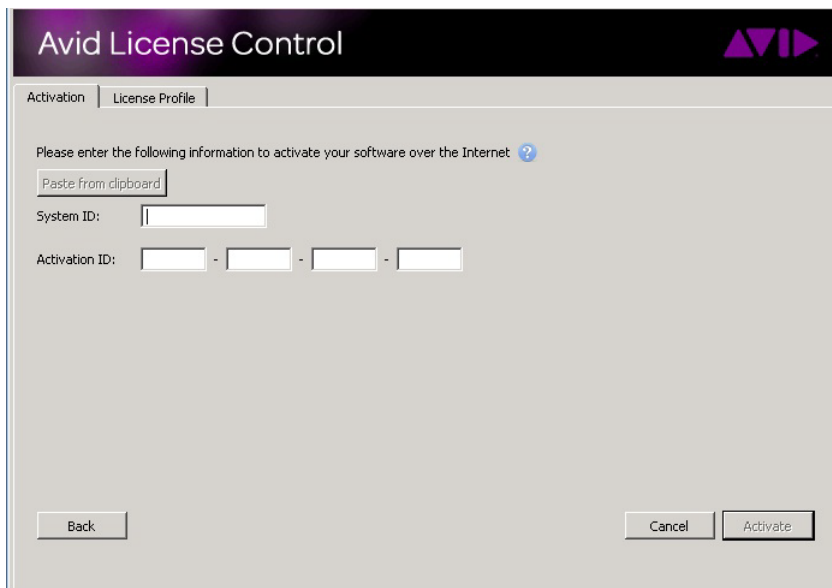 Avid License Control
AVID
Activation
License Profile
Please enter the following information to activate your software over the Internet ?
Paste from clipboard
System ID:
Activation ID: - - -
Back
Cancel
Activate